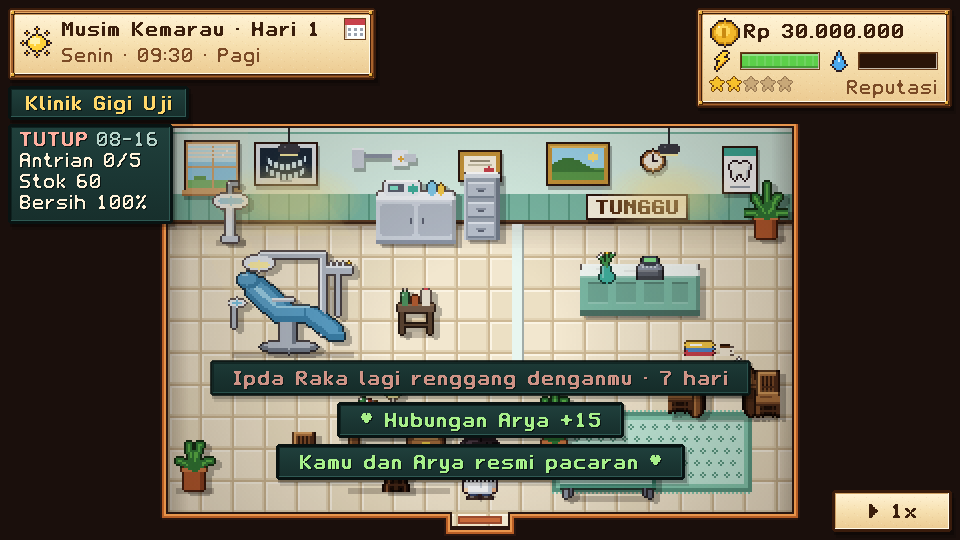 Musim Kemarau · Hari 1
Senin · 09:30 · Pagi
Rp 30.000.000
Reputasi
Klinik Gigi Uji
TUTUP 08-16
Antrian 0/5
Stok 60
Bersih 100%
TUNGGU
Ipda Raka lagi renggang denganmu · 7 hari
♥ Hubungan Arya +15
Kamu dan Arya resmi pacaran ♥
1x